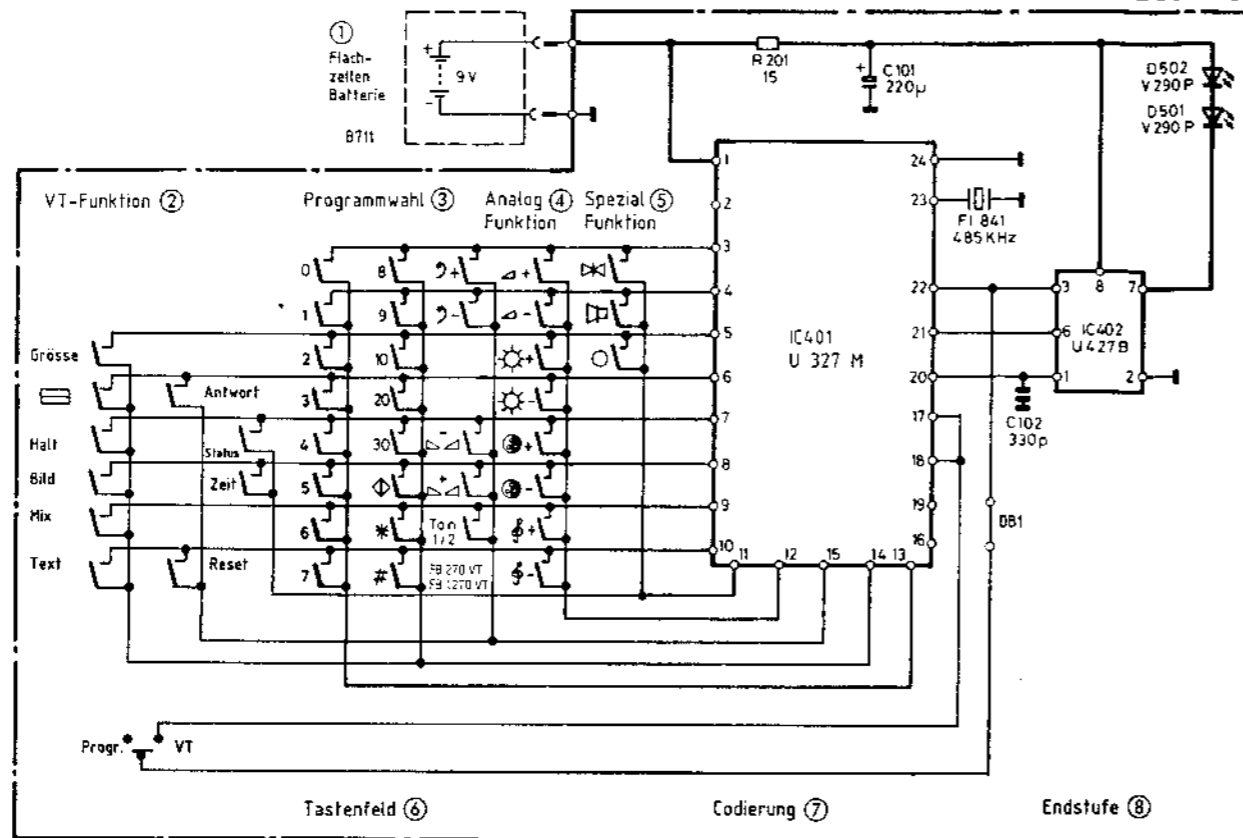 ①
Flach-
zellen
Batterie
+
9 V
-
B711
R 201
15
+
C101
220µ
D502
V 290 P
D501
V 290 P
VT-Funktion ②
Programmwahl ③
Analog ④
Funktion
Spezial ⑤
Funktion
1
2
3
4
5
6
7
8
9
10
11
12
15
14
13
24
23
22
21
20
17
18
19
16
IC401
U 327 M
FI 841
485 KHz
3
8
7
6
1
2
IC402
U 427 B
C102
330p
DB1
0
8
+
+
1
9
-
-
Grösse
2
10
+
Antwort
3
20
-
Halt
Status
4
30
-
+
Bild
Zeit
5
+
-
Mix
6
*
Ton
1/2
+
Text
Reset
7
#
FB 270 VT
FB 1270 VT
-
Progr.
VT
Tastenfeld ⑥
Codierung ⑦
Endstufe ⑧